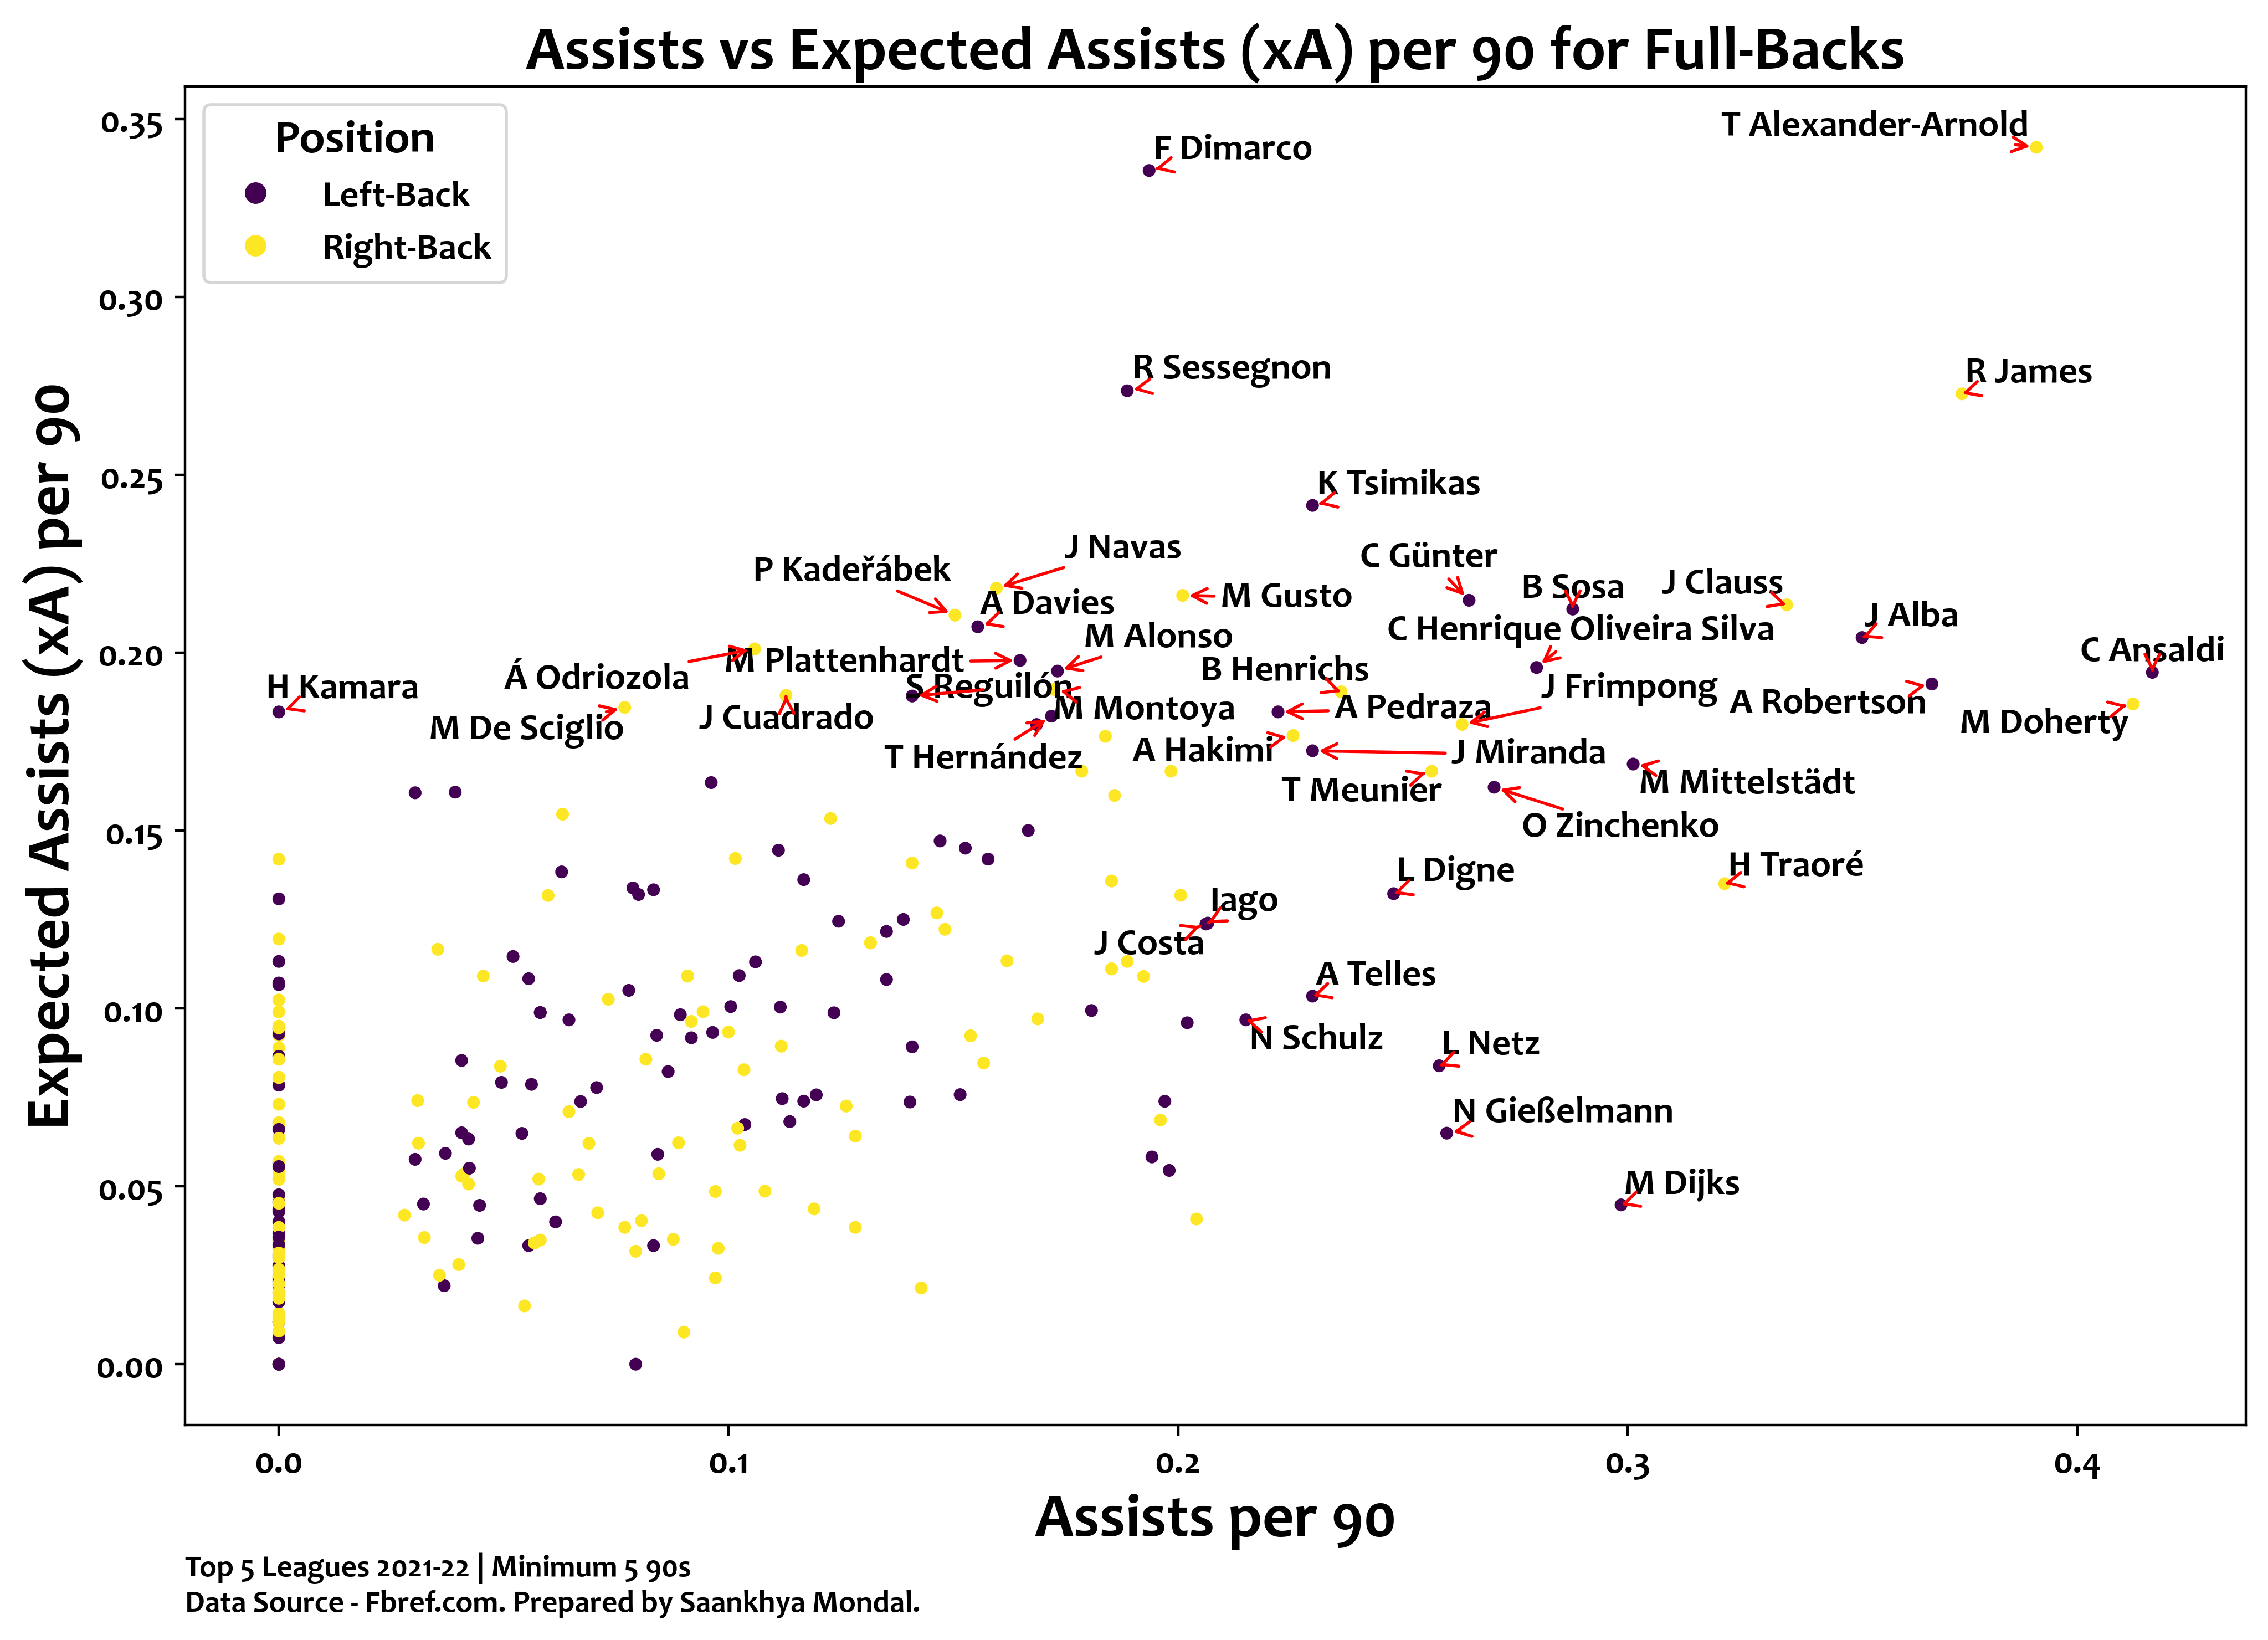 Assists vs Expected Assists (xA) per 90 for Full-Backs
Position
Left-Back
Right-Back
Expected Assists (xA) per 90
0.35
0.30
0.25
0.20
0.15
0.10
0.05
0.00
T Alexander-Arnold
F Dimarco
R Sessegnon
R James
K Tsimikas
J Navas
C Günter
P Kadeřábek
B Sosa
J Clauss
M Gusto
A Davies
J Alba
C Henrique Oliveira Silva
M Alonso
C Ansaldi
M Plattenhardt
B Henrichs
Á Odriozola
H Kamara
S Reguilón
J Frimpong
A Robertson
M Montoya
A Pedraza
J Cuadrado
M De Sciglio
M Doherty
A Hakimi
J Miranda
T Hernández
M Mittelstädt
T Meunier
O Zinchenko
H Traoré
L Digne
Iago
J Costa
A Telles
N Schulz
L Netz
N Gießelmann
M Dijks
0.0
0.1
0.2
0.3
0.4
Assists per 90
Top 5 Leagues 2021-22 | Minimum 5 90s
Data Source - Fbref.com. Prepared by Saankhya Mondal.